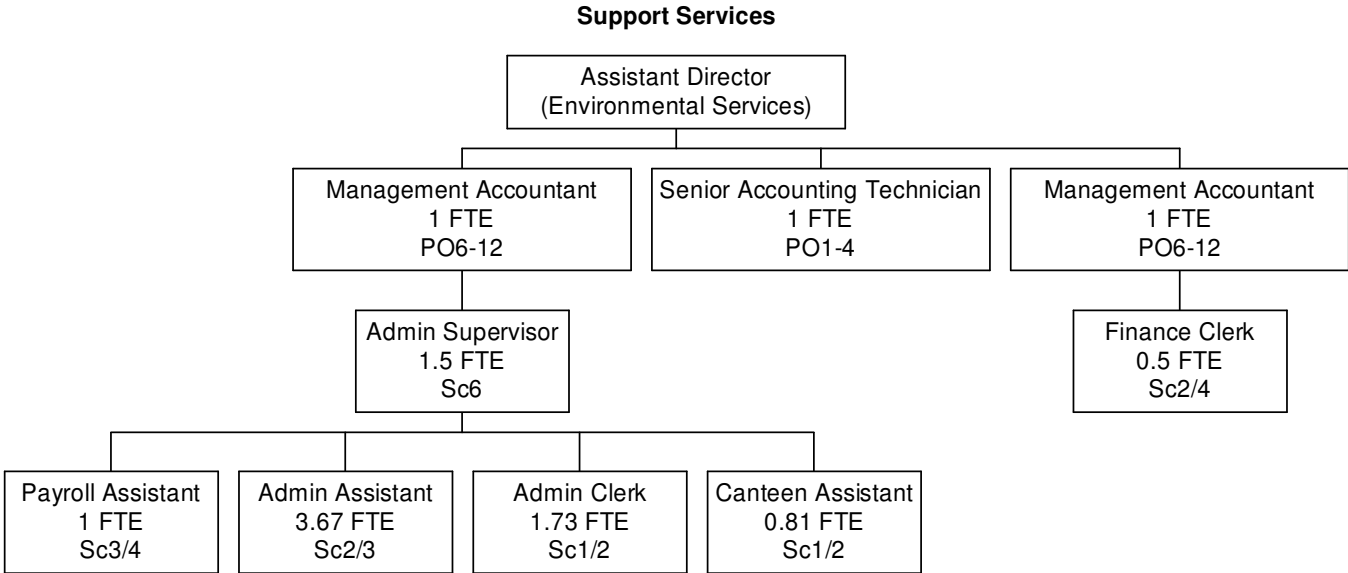 Support Services
Assistant Director
(Environmental Services)
Management Accountant
1 FTE
PO6-12
Senior Accounting Technician
1 FTE
PO1-4
Management Accountant
1 FTE
PO6-12
Admin Supervisor
1.5 FTE
Sc6
Finance Clerk
0.5 FTE
Sc2/4
Payroll Assistant
1 FTE
Sc3/4
Admin Assistant
3.67 FTE
Sc2/3
Admin Clerk
1.73 FTE
Sc1/2
Canteen Assistant
0.81 FTE
Sc1/2